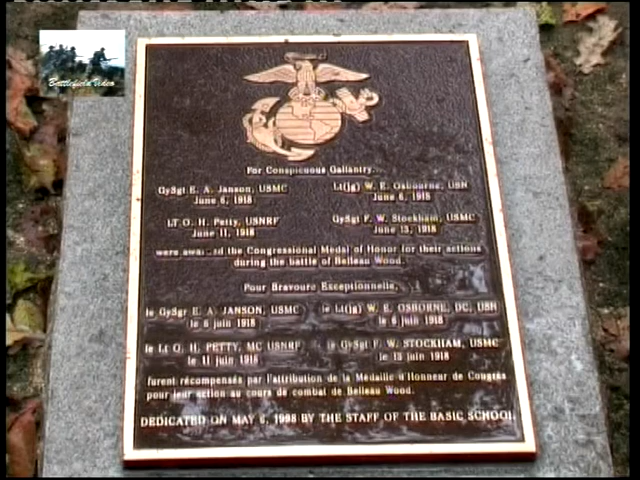 Battlefield Video
For Conspicuous Gallantry...
GySgt E. A. Janson, USMC Lt(jg) W. E. Osbourne, USN
June 6, 1918 June 6, 1918
LT O. H. Petty, USNRF GySgt F. W. Stockham, USMC
June 11, 1918 June 13, 1918
were awarded the Congressional Medal of Honor for their actions
during the battle of Belleau Wood.
Pour Bravoure Exceptionnelle,
le GySgr E. A. JANSON, USMC le Lt(jg) W. E. OSBORNE, DC, USN
le 6 juin 1918 le 6 juin 1918
le Lt O. H. PETTY, MC USNRF le GySgt F. W. STOCKHAM, USMC
le 11 juin 1918 le 13 juin 1918
furent récompensés par l'attribution de la Médaille d'Honneur de Congrès
pour leur action au cours de combat de Belleau Wood.
DEDICATED ON MAY 6, 1998 BY THE STAFF OF THE BASIC SCHOOL